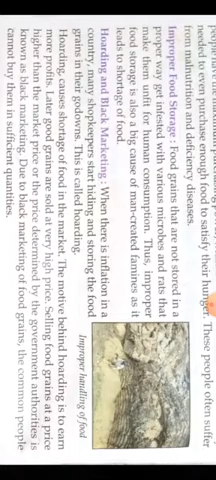 people have
needed to even purchase enough food to satisfy their hunger. These people often suffer
from malnutrition and deficiency diseases.
Improper Food Storage : Food grains that are not stored in a
proper way get infested with various microbes and rats that
make them unfit for human consumption. Thus, improper
food storage is also a big cause of man-created famines as it
leads to shortage of food.
Hoarding and Black Marketing : When there is inflation in a
country, many shopkeepers start hiding and storing the food
grains in their godowns. This is called hoarding.
Improper handling of food
Hoarding, causes shortage of food in the market. The motive behind hoarding is to earn
more profits. Later good grains are sold at very high price. Selling food grains at a price
higher than the market price or the price determined by the government authorities is
known as black marketing. Due to black marketing of food grains, the common people
cannot buy them in sufficient quantities.